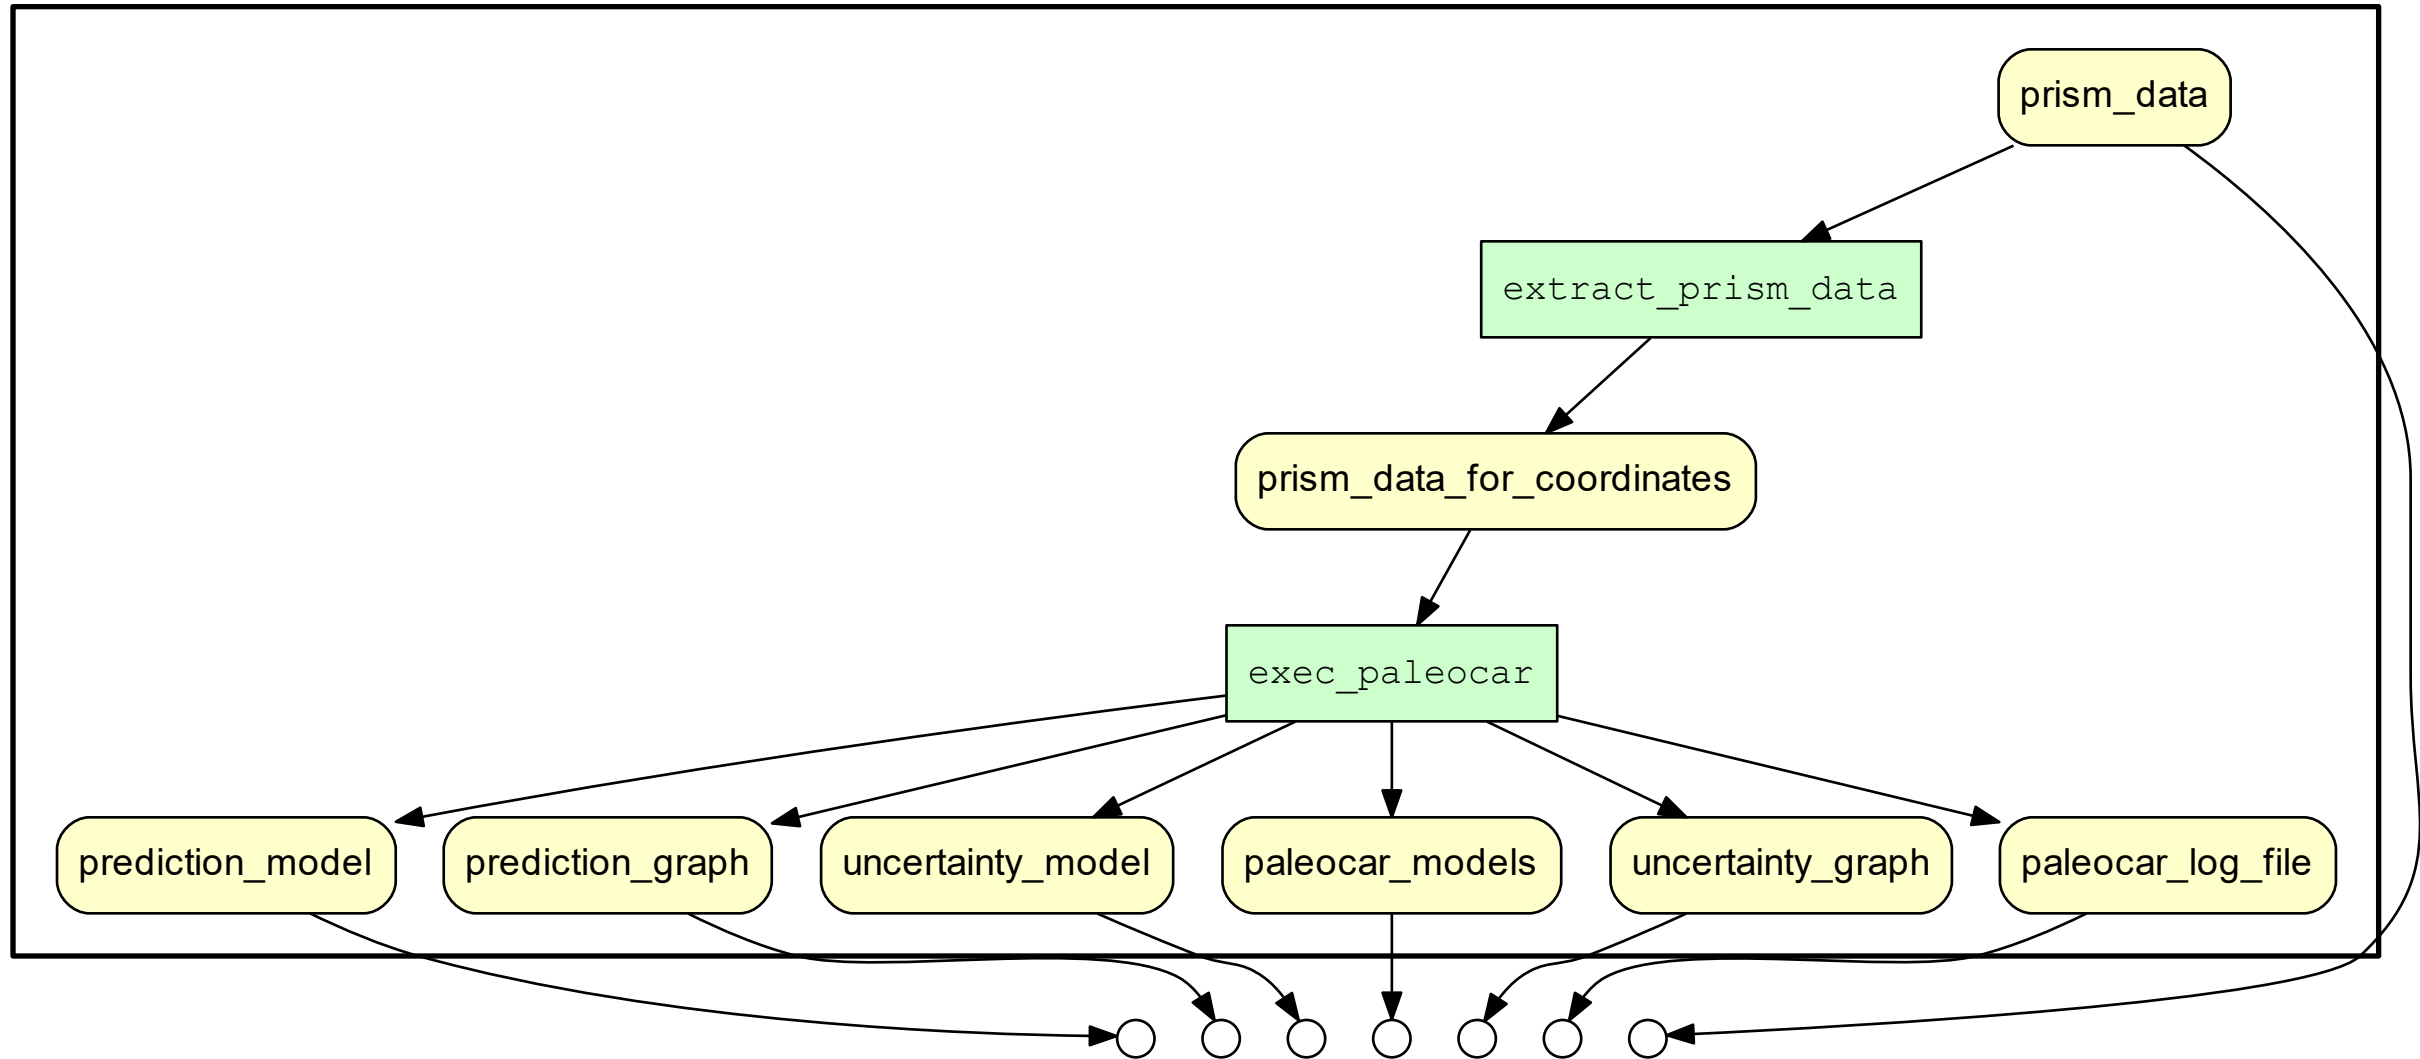 prism_data
extract_prism_data
prism_data_for_coordinates
exec_paleocar
prediction_model
prediction_graph
uncertainty_model
paleocar_models
uncertainty_graph
paleocar_log_file